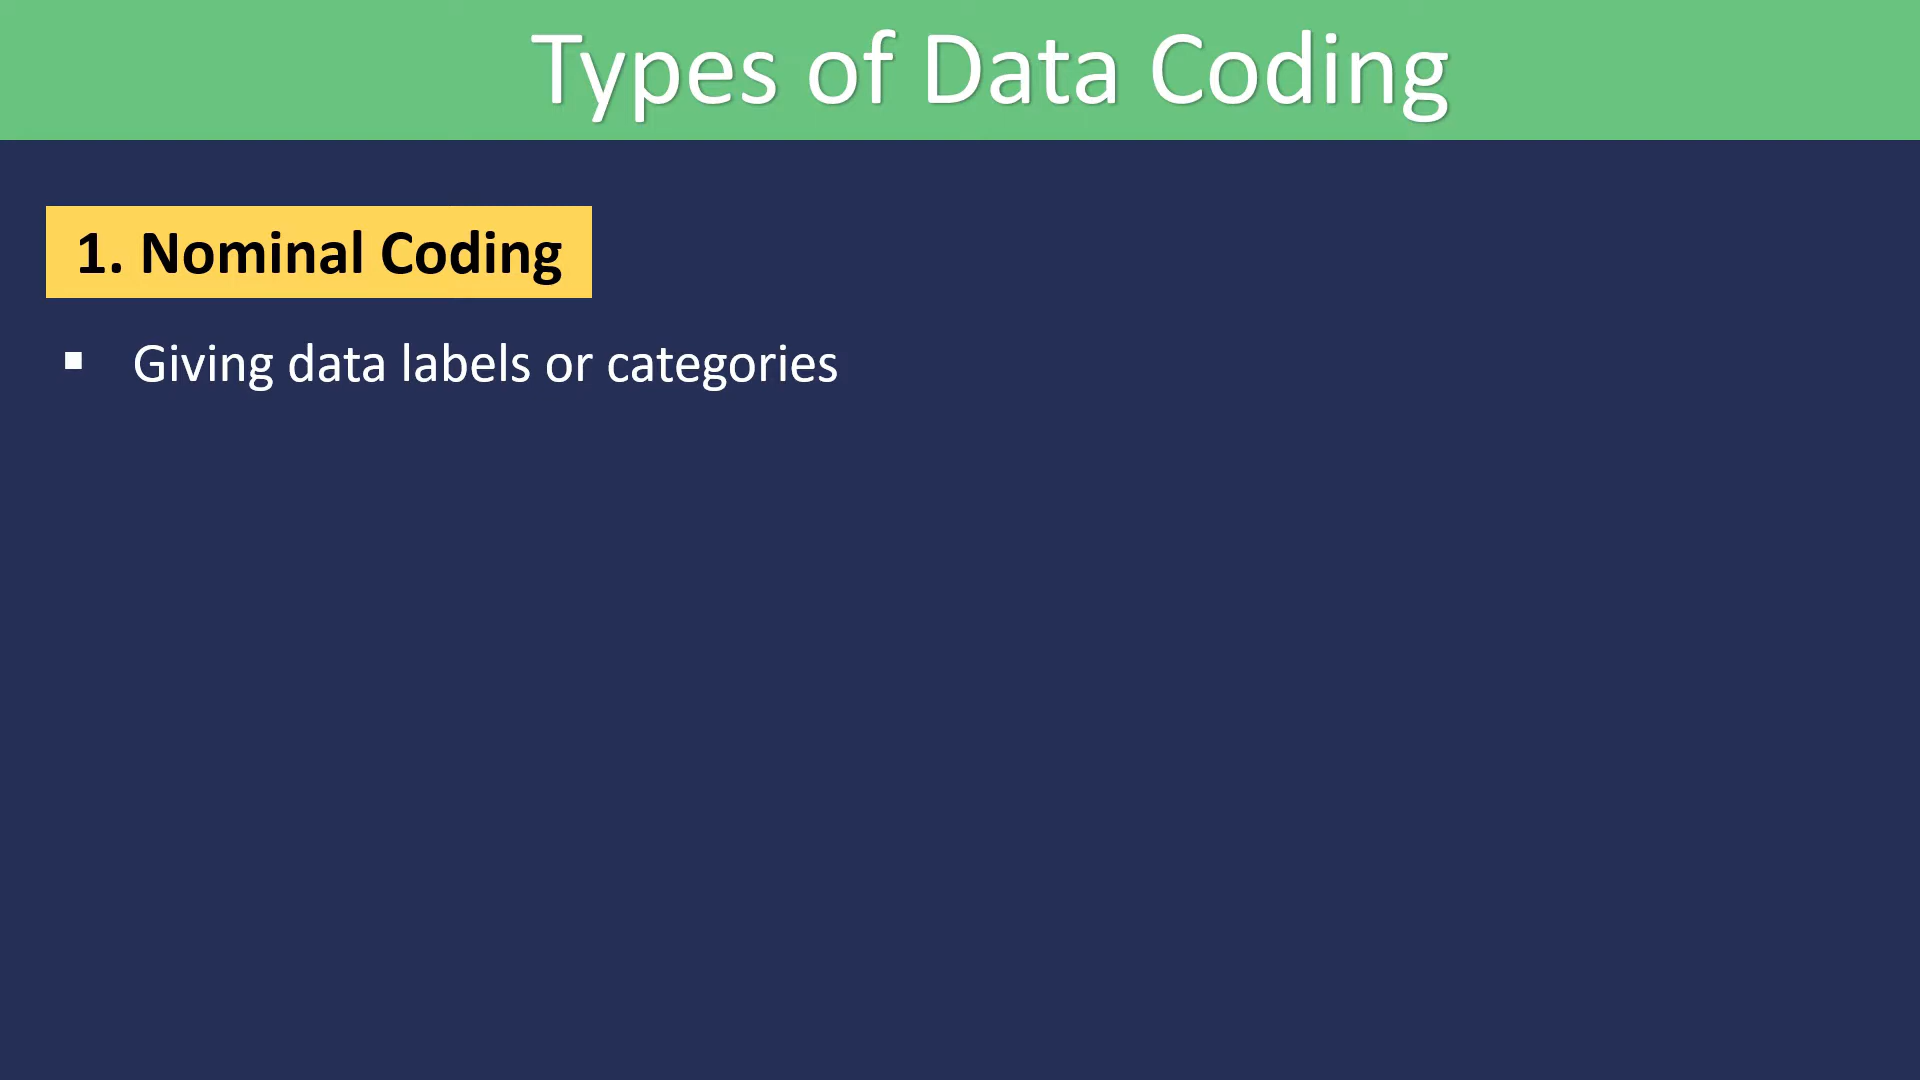 Types of Data Coding
1. Nominal Coding
▪ Giving data labels or categories